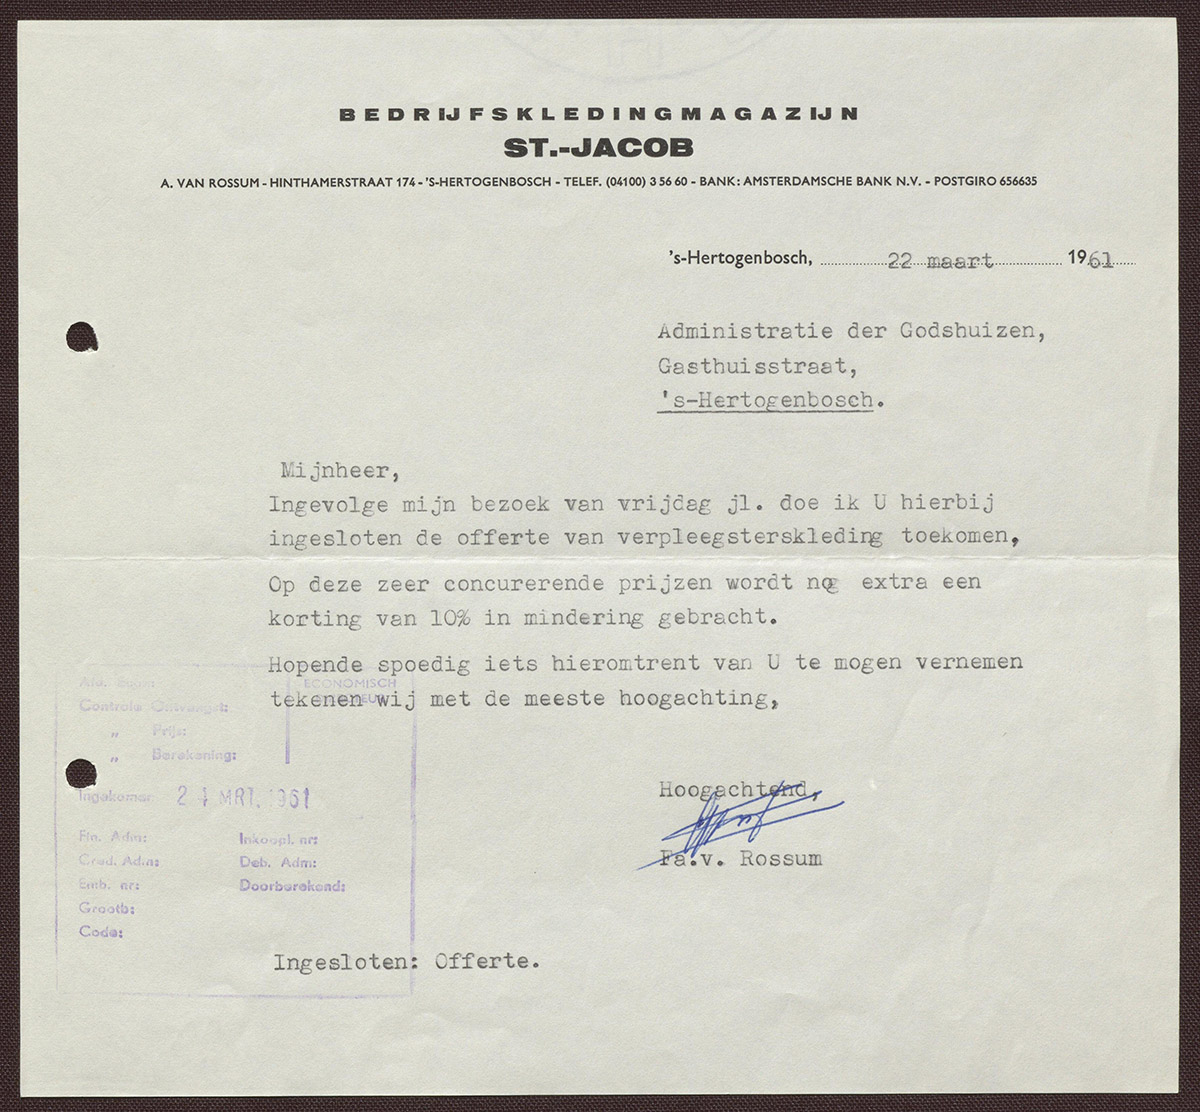 BEDRIJFSKLEDINGMAGAZIJN
ST.-JACOB
A. VAN ROSSUM - HINTHAMERSTRAAT 174 - 'S-HERTOGENBOSCH - TELEF. (04100) 3 56 60 - BANK: AMSTERDAMSCHE BANK N.V. - POSTGIRO 656635
's-Hertogenbosch, 22 maart 1961
Administratie der Godshuizen,
Gasthuisstraat,
's-Hertogenbosch.
Mijnheer,
Ingevolge mijn bezoek van vrijdag jl. doe ik U hierbij
ingesloten de offerte van verpleegsterskleding toekomen,
Op deze zeer concurerende prijzen wordt nog extra een
korting van 10% in mindering gebracht.
Hopende spoedig iets hieromtrent van U te mogen vernemen
tekenen wij met de meeste hoogachting,
Hoogachtend,
Fa.v. Rossum
Ingesloten: Offerte.
ECONOMISCH
Controle Ontvangst:
„ Prijs:
„ Berekening:
Ingekomen 24 MRT. 1961
Fin. Adm: Inkoopl. nr:
Cred. Adm: Deb. Adm:
Emb. nr: Doorberekend:
Grootb:
Code: